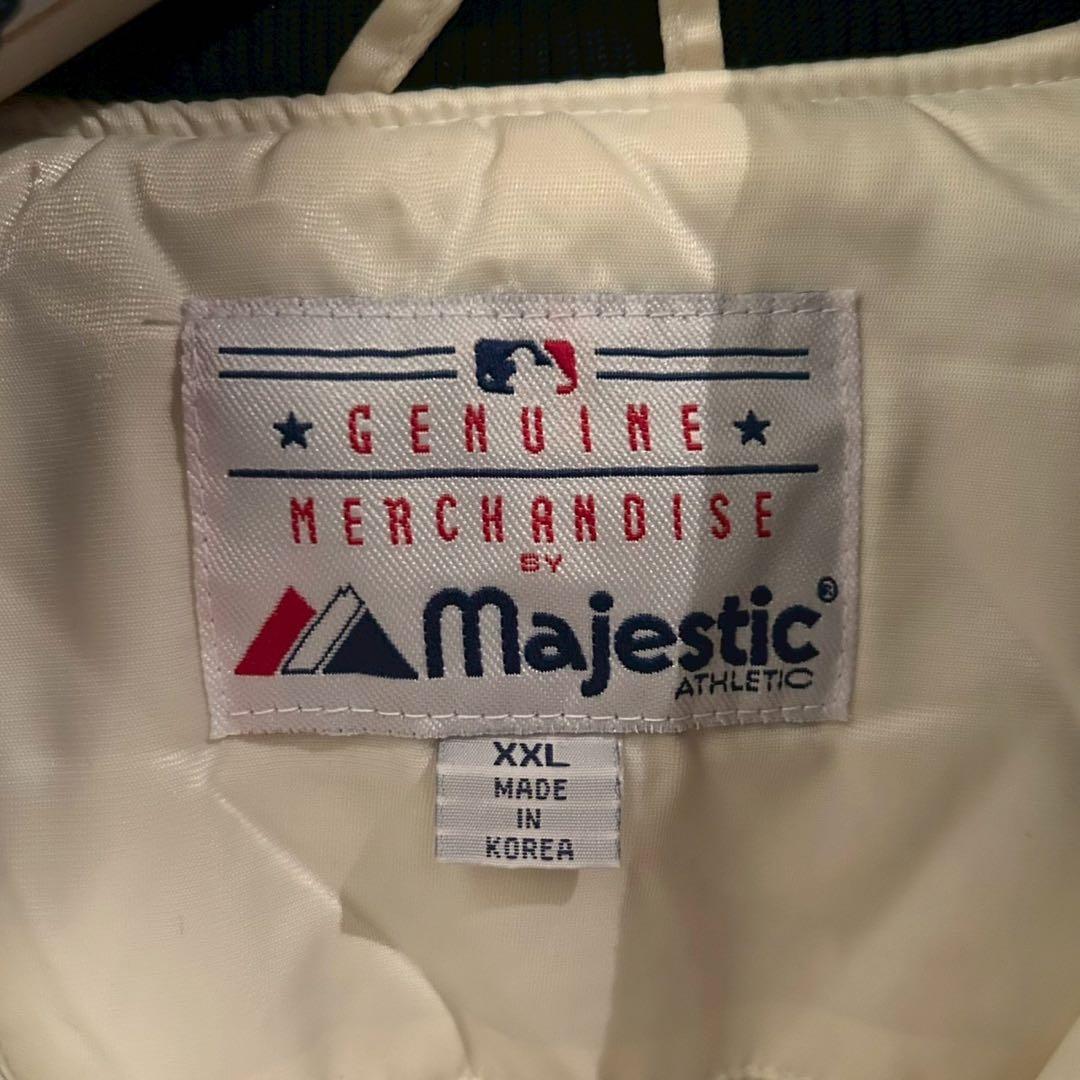 GENUINE
MERCHANDISE
BY
Majestic®
ATHLETIC
XXL
MADE
IN
KOREA